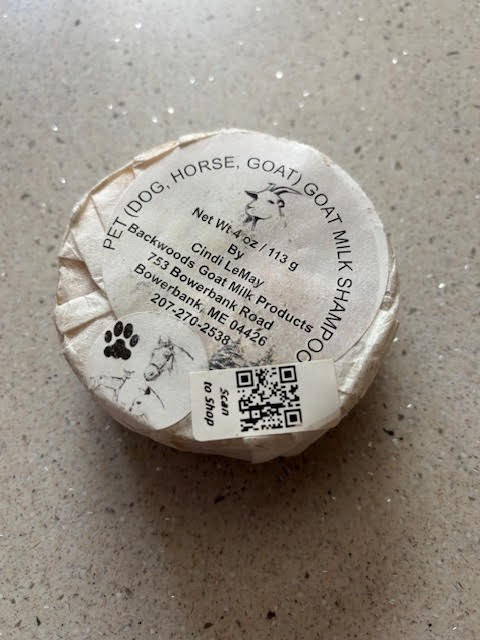 PET (DOG, HORSE, GOAT) GOAT MILK SHAMPOO
Net Wt 4 oz / 113 g
By
Cindi LeMay
Backwoods Goat Milk Products
753 Bowerbank Road
Bowerbank, ME 04426
207-270-2538
Scan
to Shop